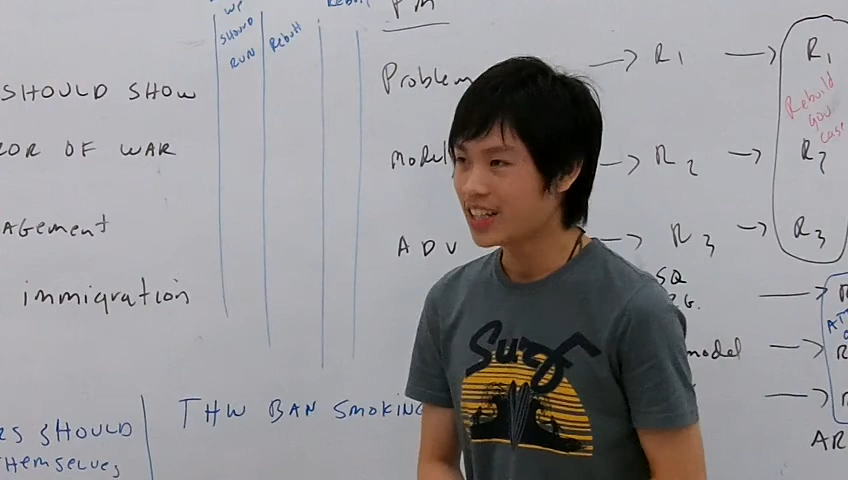 WE
SHOULD
RUN
Rebutt
PM
SHOULD SHOW
OR OF WAR
AGEMENT
immigration
Problem → R1 → R1
Rebuild
gov
case
model → R2 → R2
ADV → R3 → R3
SQ
G.
model
SHOULD
themselves
THW BAN SMOKING
AR
Surf